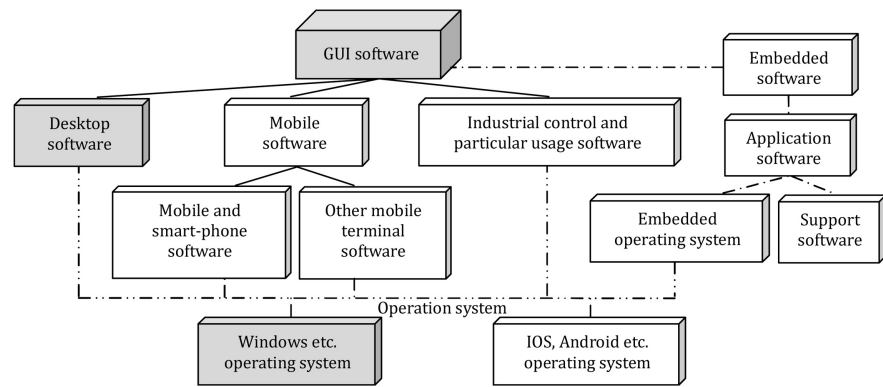 GUI software
Embedded
software
Desktop
software
Mobile
software
Industrial control and
particular usage software
Application
software
Mobile and
smart-phone
software
Other mobile
terminal
software
Embedded
operating system
Support
software
Operation system
Windows etc.
operating system
IOS, Android etc.
operating system